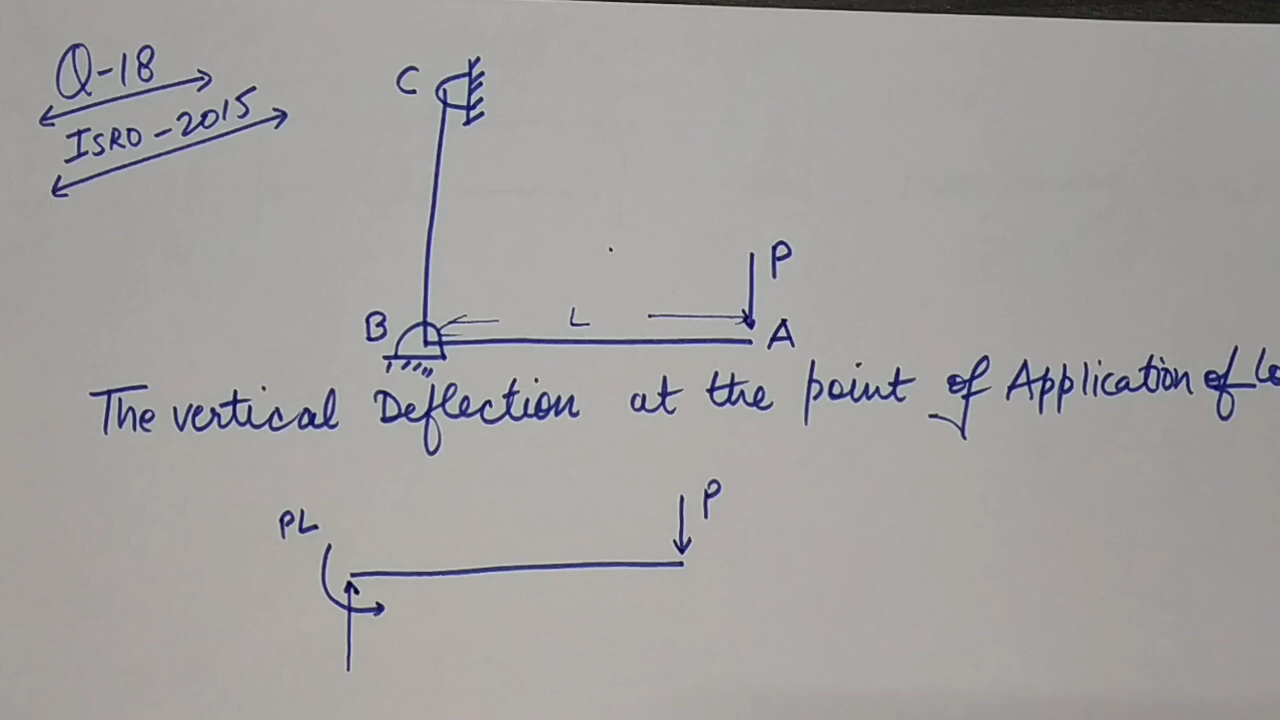 Q-18
ISRO-2015
C
P
B
L
A
The vertical Deflection at the point of Application of
PL
P